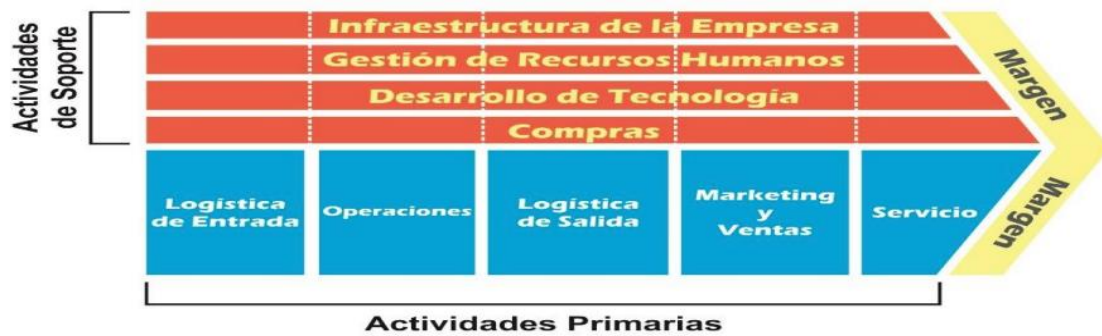 Actividades
de Soporte
Infraestructura de la Empresa
Gestión de Recursos Humanos
Desarrollo de Tecnología
Compras
Logística
de Entrada
Operaciones
Logística
de Salida
Marketing
y
Ventas
Servicio
Margen
Margen
Actividades Primarias